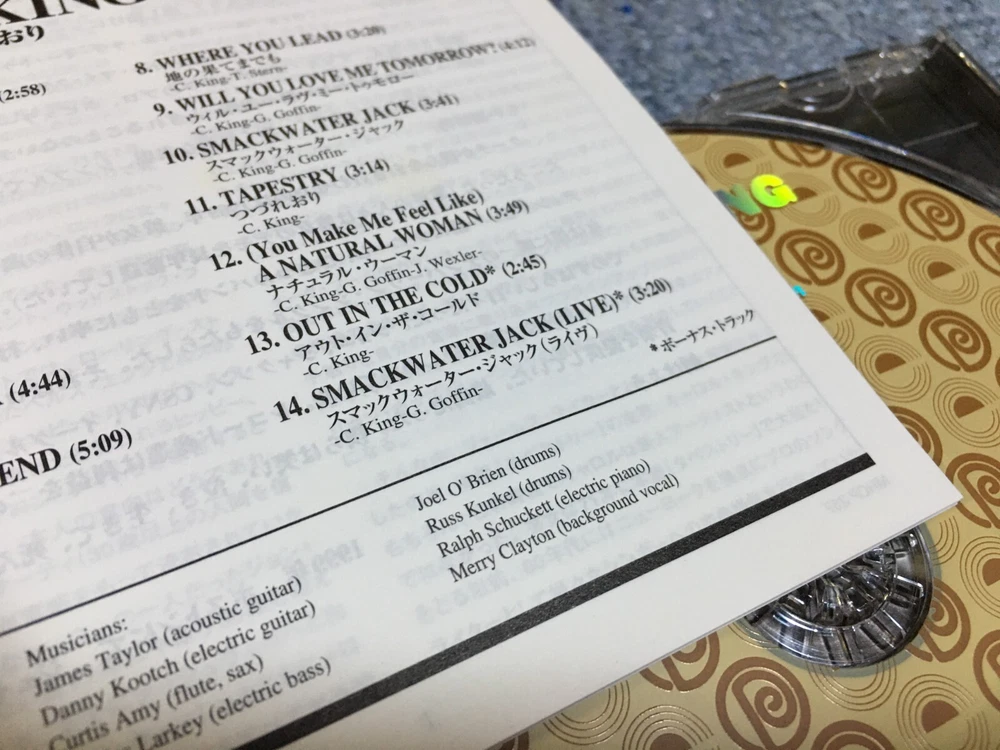 KING
おり
(2:58)
(4:44)
END (5:09)
8. WHERE YOU LEAD (3:20)
地の果てまでも
-C. King-T. Stern-
9. WILL YOU LOVE ME TOMORROW? (4:12)
ウィル・ユー・ラヴ・ミー・トゥモロー
-C. King-G. Goffin-
10. SMACKWATER JACK (3:41)
スマックウォーター・ジャック
-C. King-G. Goffin-
11. TAPESTRY (3:14)
つづれおり
-C. King-
12. (You Make Me Feel Like)
A NATURAL WOMAN (3:49)
ナチュラル・ウーマン
-C. King-G. Goffin-J. Wexler-
13. OUT IN THE COLD* (2:45)
アウト・イン・ザ・コールド
-C. King-
14. SMACKWATER JACK (LIVE)* (3:20)
スマックウォーター・ジャック(ライヴ)
-C. King-G. Goffin-
*ボーナス・トラック
Musicians:
James Taylor (acoustic guitar)
Danny Kootch (electric guitar)
Curtis Amy (flute, sax)
Larkey (electric bass)
Joel O' Brien (drums)
Russ Kunkel (drums)
Ralph Schuckett (electric piano)
Merry Clayton (background vocal)
NG